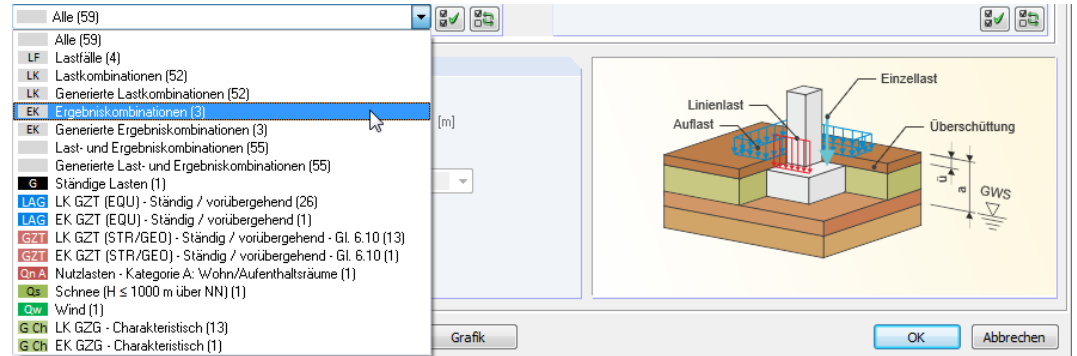 Alle (59)
Alle (59)
LF Lastfälle (4)
LK Lastkombinationen (52)
LK Generierte Lastkombinationen (52)
EK Ergebniskombinationen (3)
EK Generierte Ergebniskombinationen (3)
Last- und Ergebniskombinationen (55)
Generierte Last- und Ergebniskombinationen (55)
G Ständige Lasten (1)
LAG LK GZT (EQU) - Ständig / vorübergehend (26)
LAG EK GZT (EQU) - Ständig / vorübergehend (1)
GZT LK GZT (STR/GEO) - Ständig / vorübergehend - Gl. 6.10 (13)
GZT EK GZT (STR/GEO) - Ständig / vorübergehend - Gl. 6.10 (1)
Qn A Nutzlasten - Kategorie A: Wohn/Aufenthaltsräume (1)
Qs Schnee (H ≤ 1000 m über NN) (1)
Qw Wind (1)
G Ch LK GZG - Charakteristisch (13)
G Ch EK GZG - Charakteristisch (1)
[m]
Einzellast
Linienlast
Auflast
Überschüttung
ü
a
GWS
Grafik
OK
Abbrechen